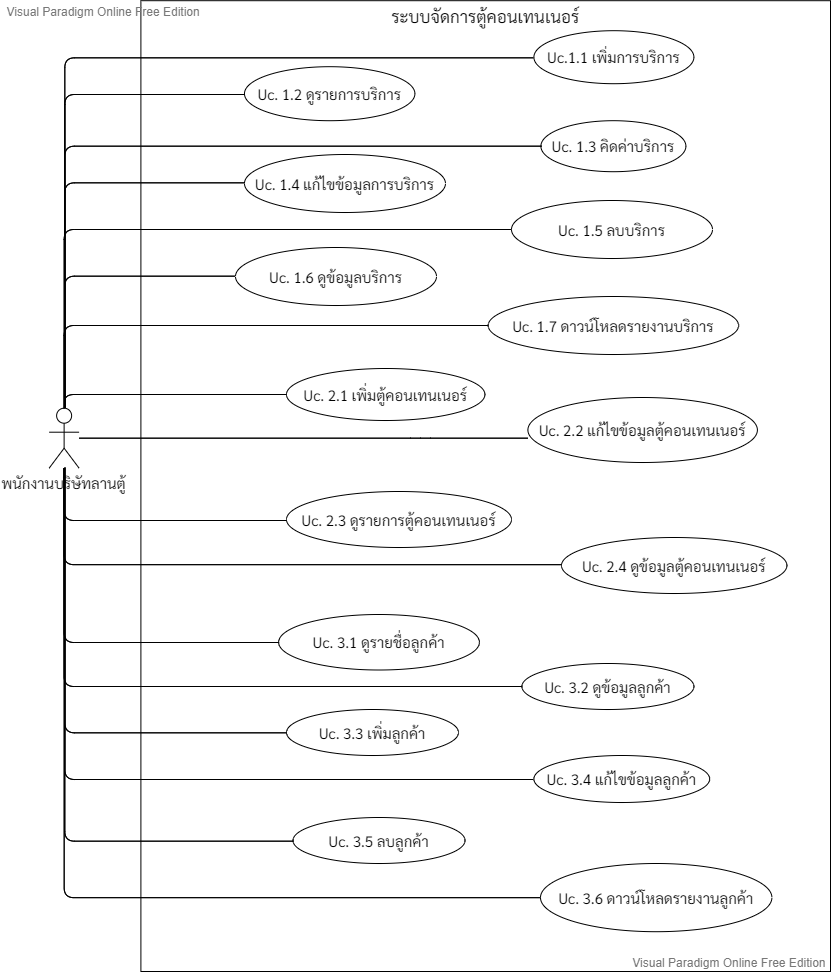 Visual Paradigm Online Free Edition
ระบบจัดการตู้คอนเทนเนอร์
Uc.1.1 เพิ่มการบริการ
Uc. 1.2 ดูรายการบริการ
Uc. 1.3 คิดค่าบริการ
Uc. 1.4 แก้ไขข้อมูลการบริการ
Uc. 1.5 ลบบริการ
Uc. 1.6 ดูข้อมูลบริการ
Uc. 1.7 ดาวน์โหลดรายงานบริการ
Uc. 2.1 เพิ่มตู้คอนเทนเนอร์
Uc. 2.2 แก้ไขข้อมูลตู้คอนเทนเนอร์
พนักงานบริษัทลานตู้
Uc. 2.3 ดูรายการตู้คอนเทนเนอร์
Uc. 2.4 ดูข้อมูลตู้คอนเทนเนอร์
Uc. 3.1 ดูรายชื่อลูกค้า
Uc. 3.2 ดูข้อมูลลูกค้า
Uc. 3.3 เพิ่มลูกค้า
Uc. 3.4 แก้ไขข้อมูลลูกค้า
Uc. 3.5 ลบลูกค้า
Uc. 3.6 ดาวน์โหลดรายงานลูกค้า
Visual Paradigm Online Free Edition